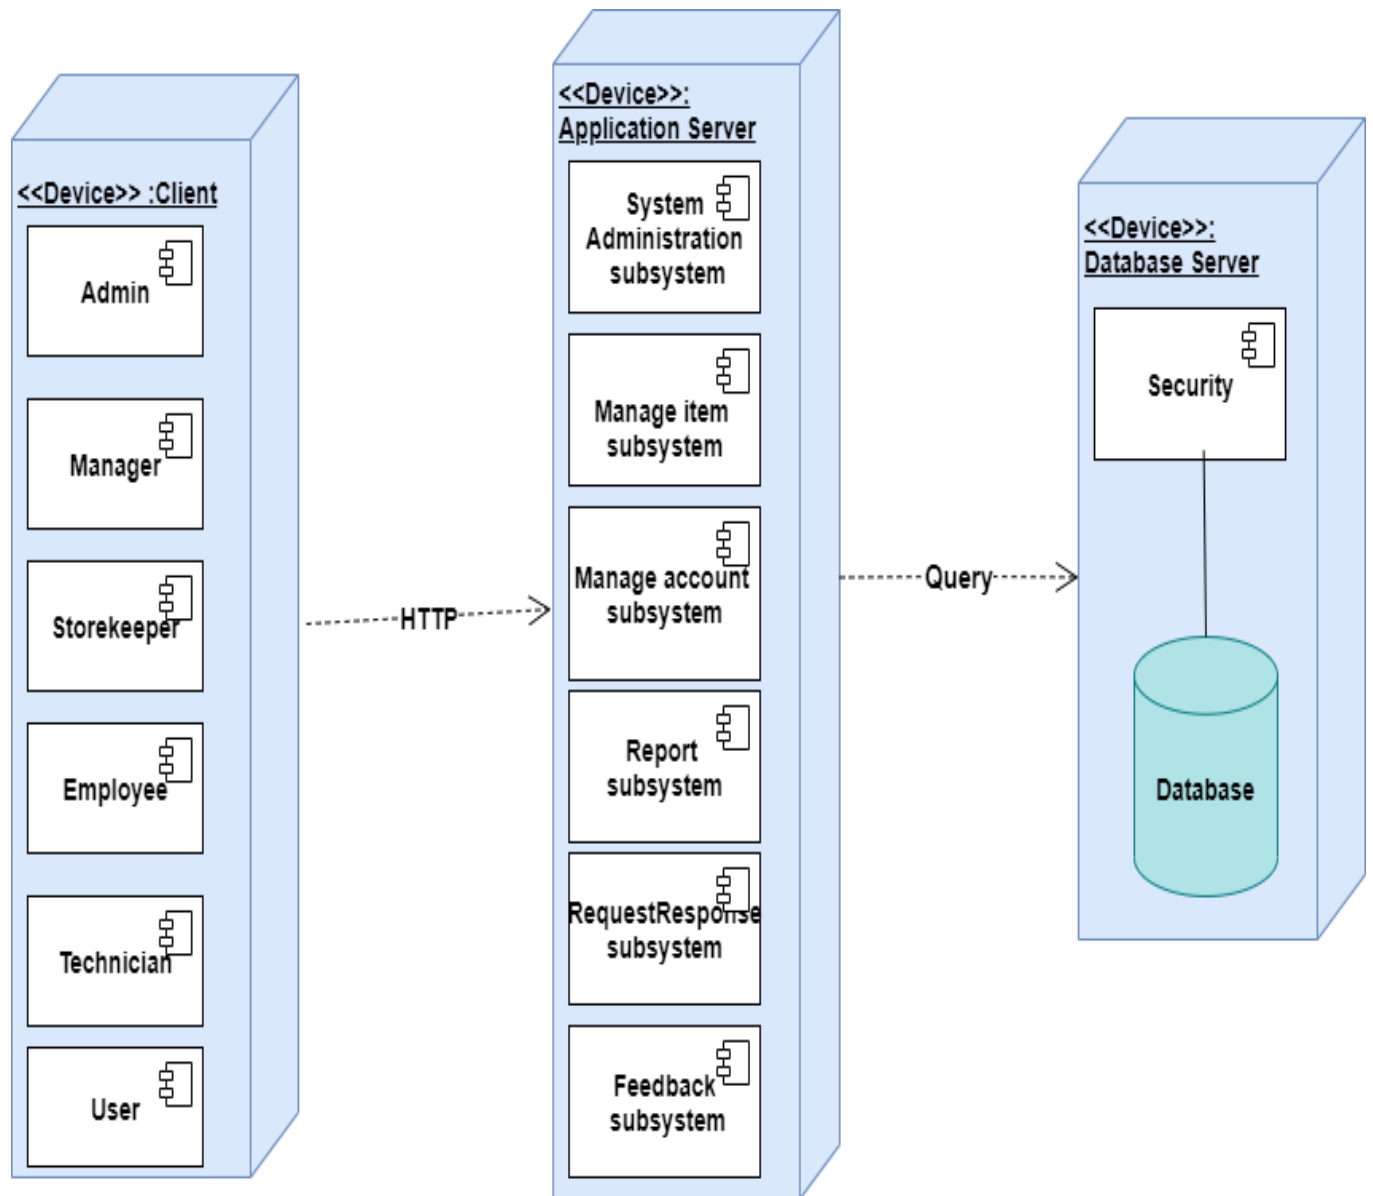 <<Device>> :Client
Admin
Manager
Storekeeper
Employee
Technician
User
HTTP
<<Device>>:
Application Server
System
Administration
subsystem
Manage item
subsystem
Manage account
subsystem
Report
subsystem
RequestResponse
subsystem
Feedback
subsystem
Query
<<Device>>:
Database Server
Security
Database